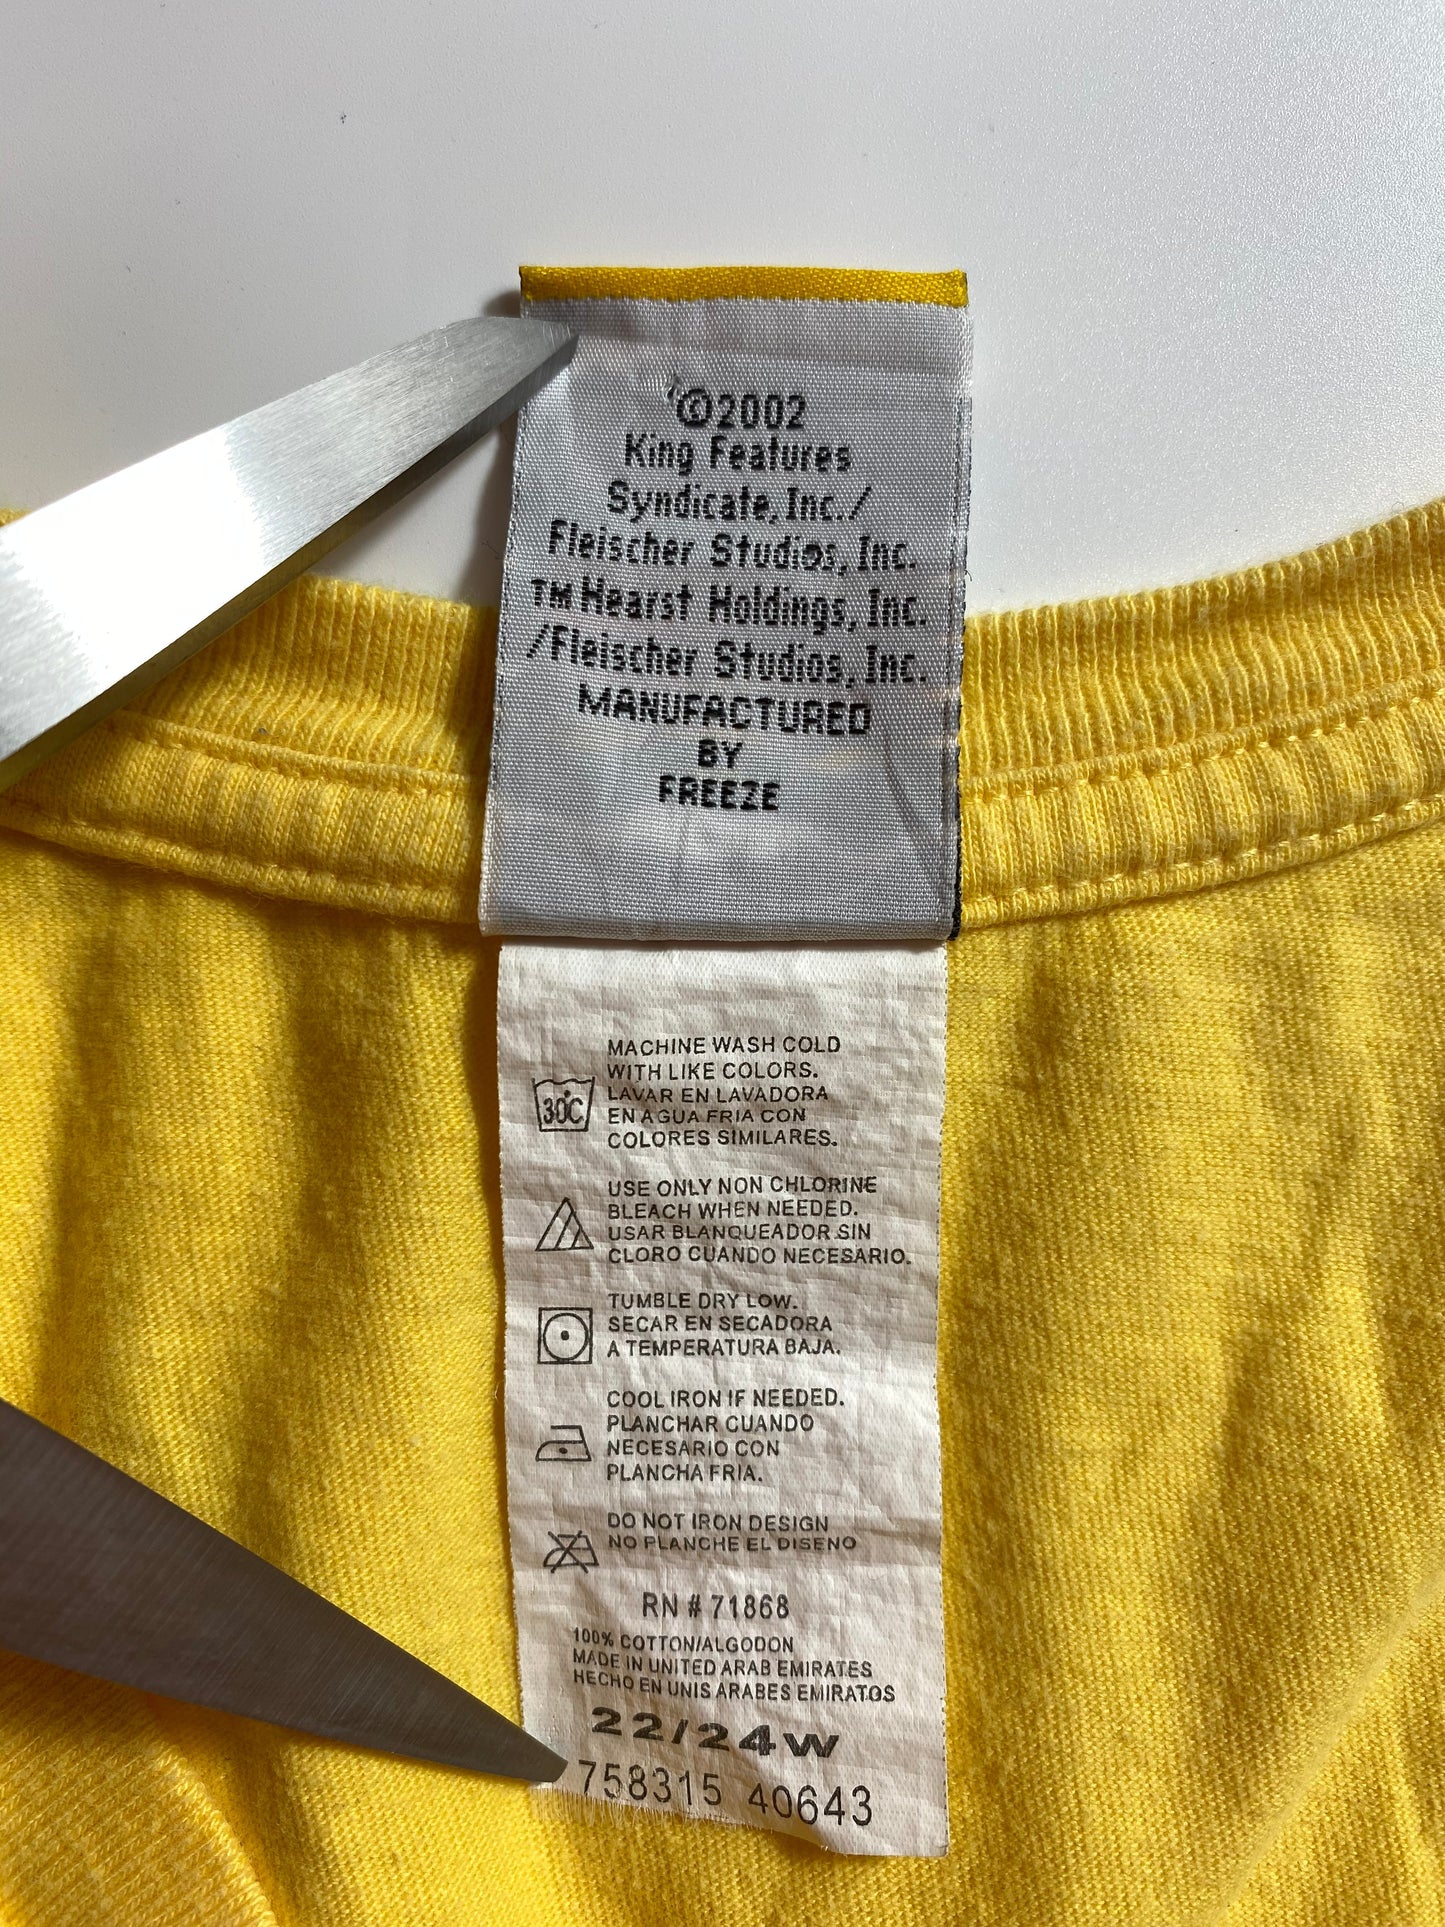 ©2002
King Features
Syndicate, Inc./
Fleischer Studios, Inc.
TM Hearst Holdings, Inc.
/Fleischer Studios, Inc.
MANUFACTURED
BY
FREEZE
MACHINE WASH COLD
WITH LIKE COLORS.
LAVAR EN LAVADORA
EN AGUA FRIA CON
COLORES SIMILARES.
30°C
USE ONLY NON CHLORINE
BLEACH WHEN NEEDED.
USAR BLANQUEADOR SIN
CLORO CUANDO NECESARIO.
TUMBLE DRY LOW.
SECAR EN SECADORA
A TEMPERATURA BAJA.
COOL IRON IF NEEDED.
PLANCHAR CUANDO
NECESARIO CON
PLANCHA FRIA.
DO NOT IRON DESIGN
NO PLANCHE EL DISENO
RN # 71868
100% COTTON/ALGODON
MADE IN UNITED ARAB EMIRATES
HECHO EN UNIS ARABES EMIRATOS
22/24W
758315 40643